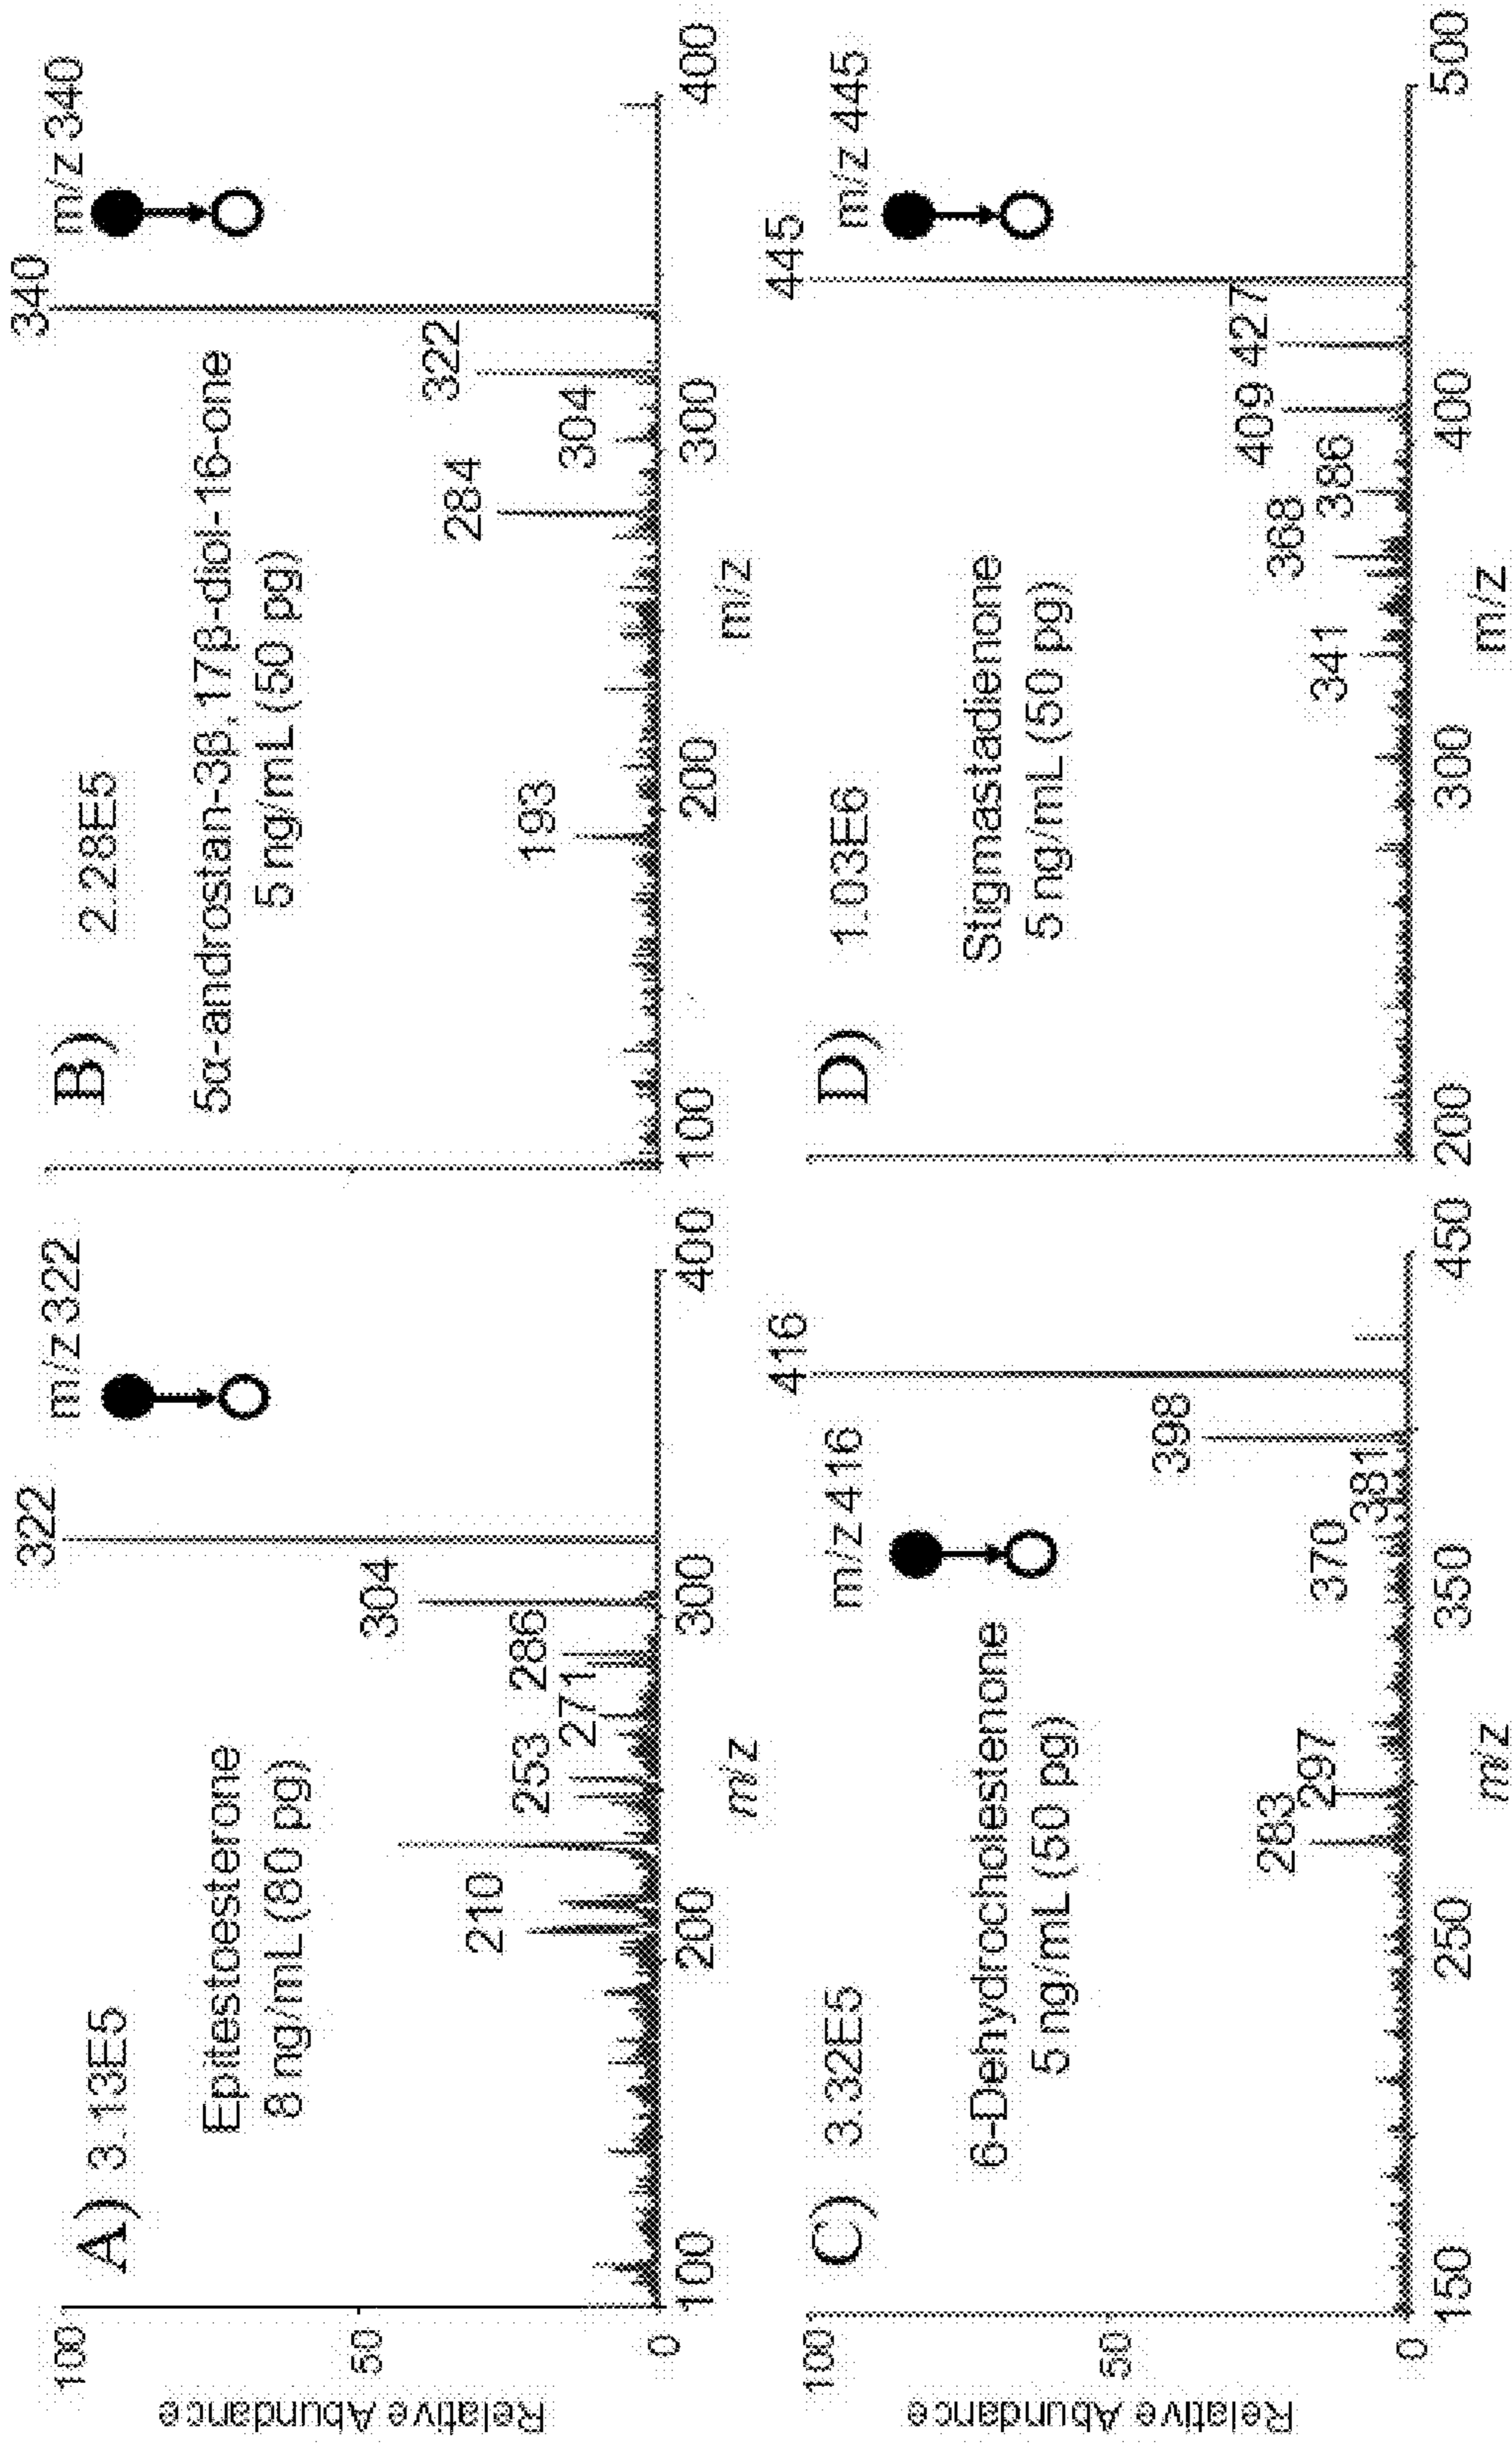 A) 3.13E5
322
m/z 322
Epitestoesterone
8 ng/mL (80 pg)
304
286
271
253
210
Relative Abundance
100
50
0
100
200
300
400
m/z
B) 2.28E5
340
m/z 340
5α-androstan-3β,17β-diol-16-one
5 ng/mL (50 pg)
322
304
284
193
100
200
300
400
m/z
C) 3.32E5
416
m/z 416
6-Dehydrocholestenone
5 ng/mL (50 pg)
398
381
370
297
283
Relative Abundance
100
50
0
150
250
350
450
m/z
D) 1.03E6
445
m/z 445
Stigmastadienone
5 ng/mL (50 pg)
427
409
386
368
341
200
300
400
500
m/z